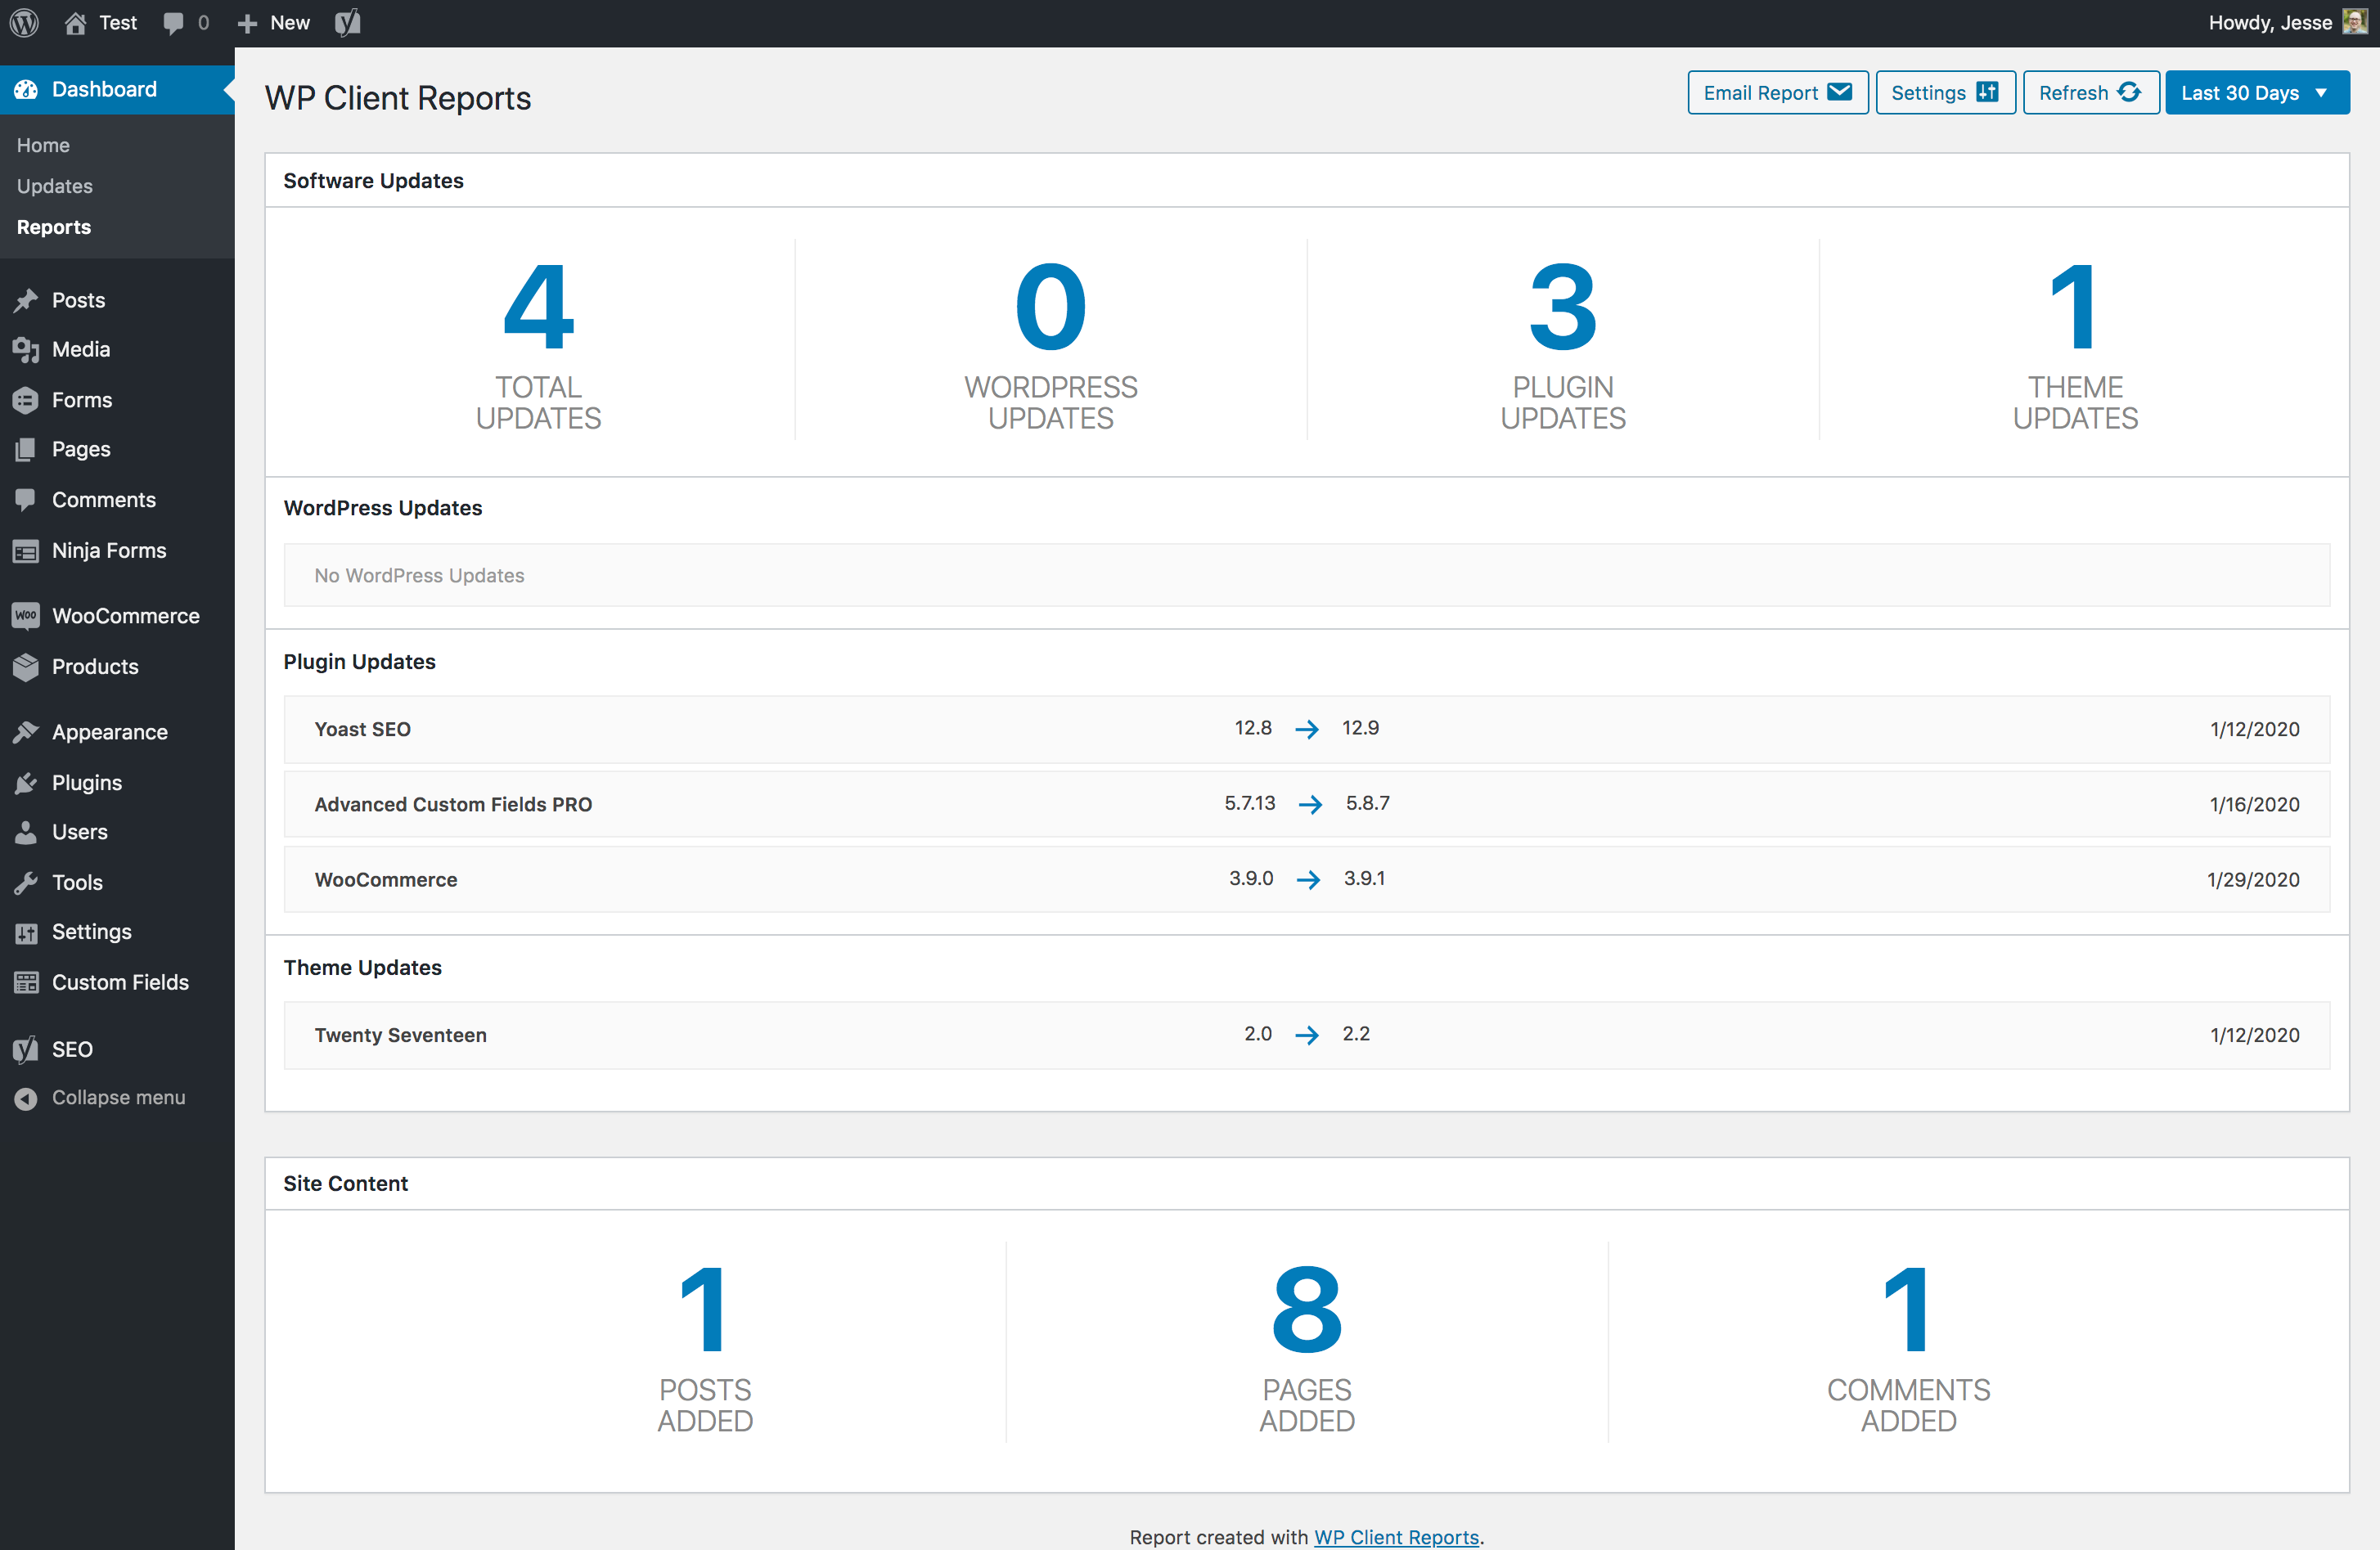 Test 0 New Howdy, Jesse
Dashboard
Home
Updates
Reports
Posts
Media
Forms
Pages
Comments
Ninja Forms
WOO WooCommerce
Products
Appearance
Plugins
Users
Tools
Settings
Custom Fields
SEO
Collapse menu
WP Client Reports
Email Report Settings Refresh Last 30 Days
Software Updates
4 0 3 1
TOTAL WORDPRESS PLUGIN THEME
UPDATES UPDATES UPDATES UPDATES
WordPress Updates
No WordPress Updates
Plugin Updates
Yoast SEO 12.8 → 12.9 1/12/2020
Advanced Custom Fields PRO 5.7.13 → 5.8.7 1/16/2020
WooCommerce 3.9.0 → 3.9.1 1/29/2020
Theme Updates
Twenty Seventeen 2.0 → 2.2 1/12/2020
Site Content
1 8 1
POSTS PAGES COMMENTS
ADDED ADDED ADDED
Report created with WP Client Reports.